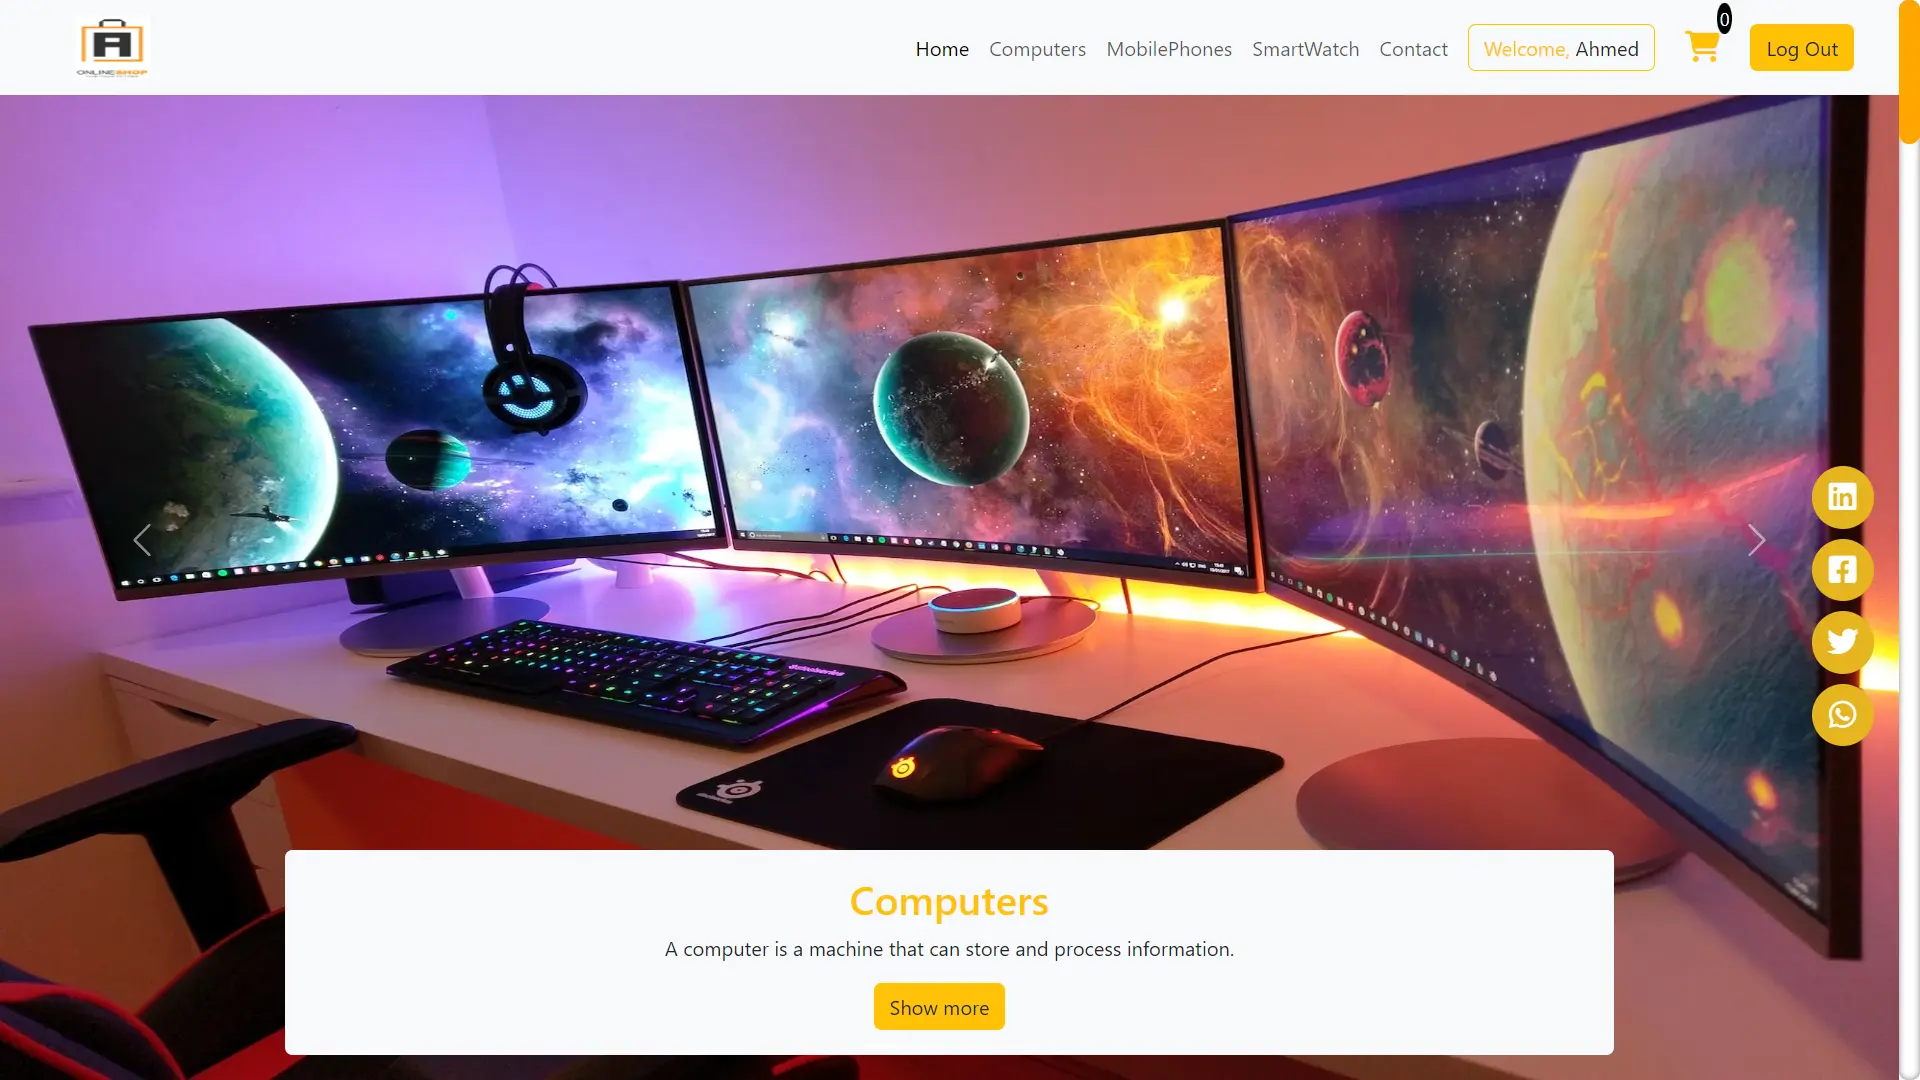 ONLINESHOP
Home
Computers
MobilePhones
SmartWatch
Contact
Welcome, Ahmed
0
Log Out
steelseries
Computers
A computer is a machine that can store and process information.
Show more